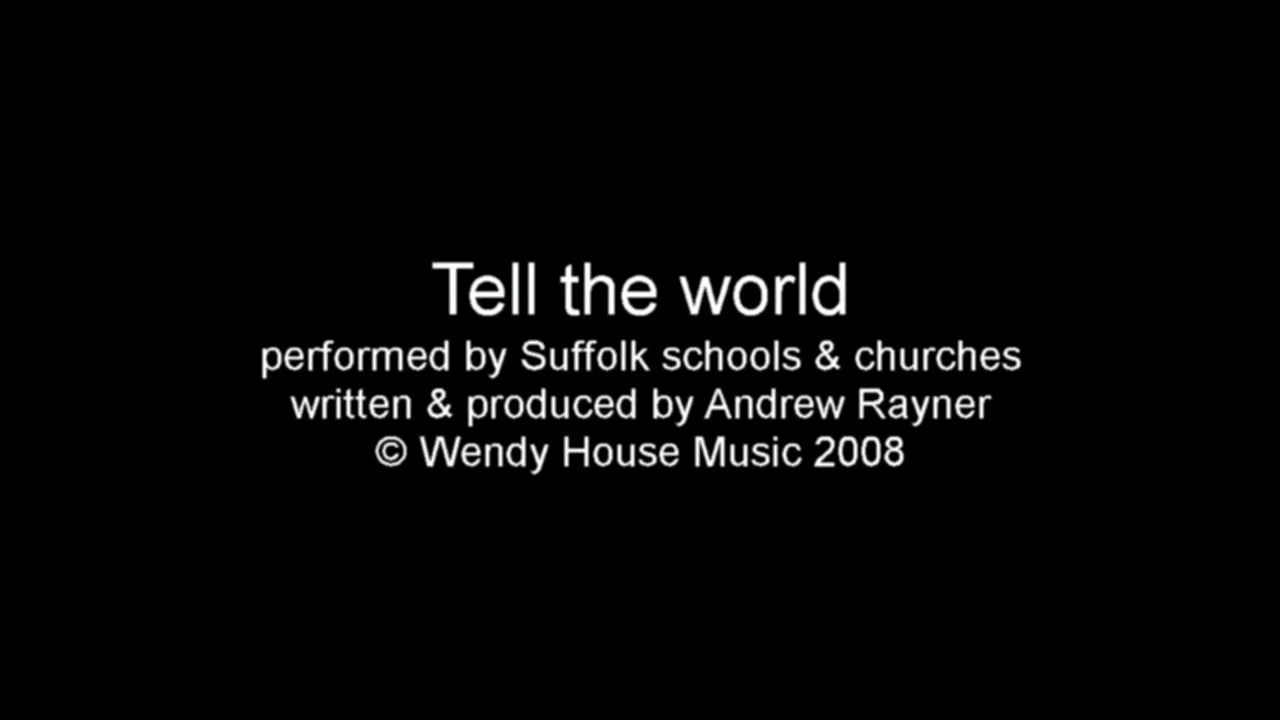 Tell the world
performed by Suffolk schools & churches
written & produced by Andrew Rayner
© Wendy House Music 2008